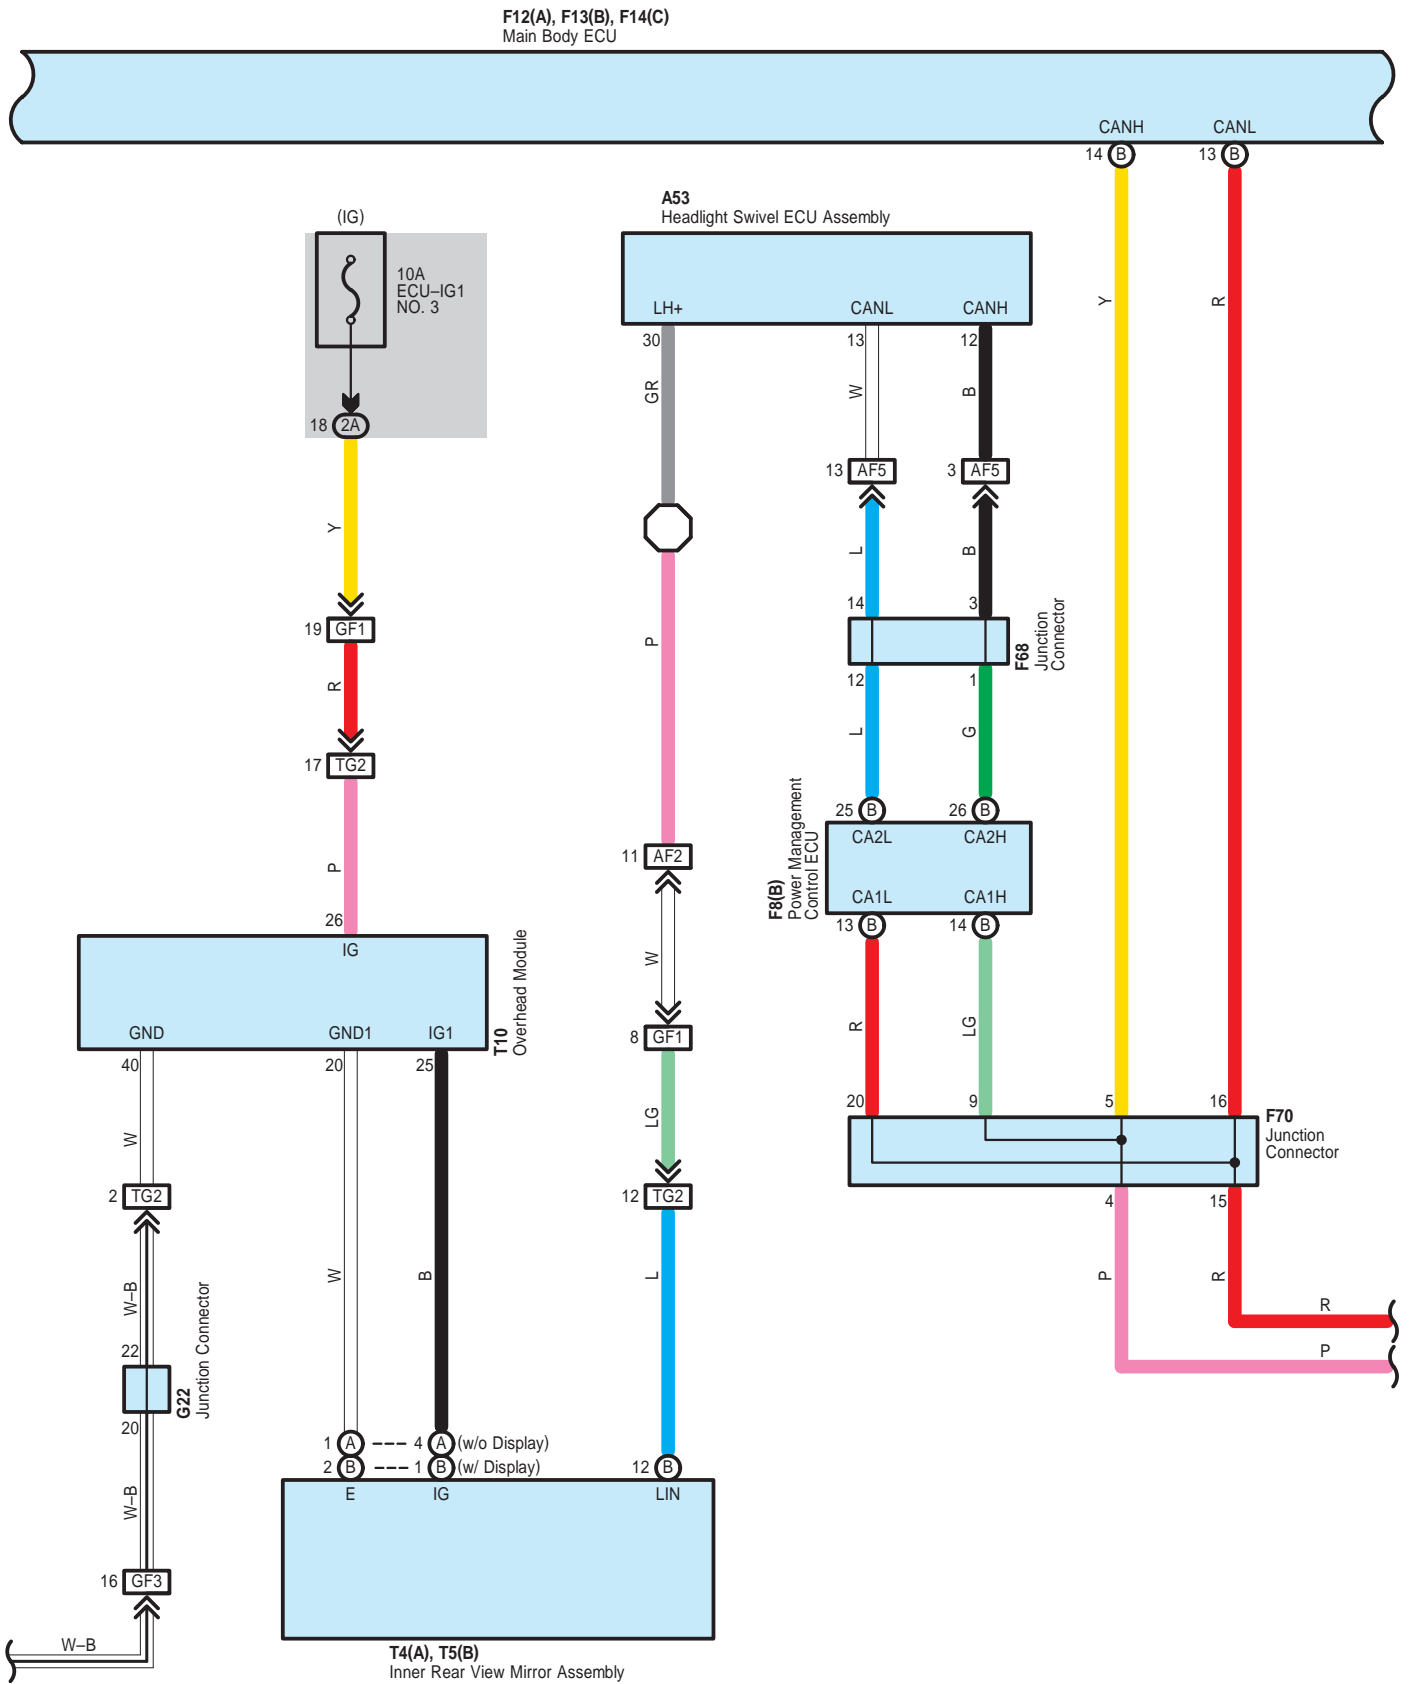 F12(A), F13(B), F14(C)
Main Body ECU
CANH
CANL
14 B
13 B
A53
Headlight Swivel ECU Assembly
(IG)
10A
ECU–IG1
NO. 3
LH+
CANL
CANH
30
13
12
Y
R
GR
W
B
18 2A
13 AF5
3 AF5
Y
L
B
14
3
19 GF1
F68
Junction
Connector
P
R
12
1
L
G
17 TG2
25 B
26 B
F8(B)
Power Management
Control ECU
CA2L
CA2H
11 AF2
P
CA1L
CA1H
26
13 B
14 B
IG
T10
Overhead Module
W
GND
GND1
IG1
R
LG
8 GF1
40
20
25
20
9
5
16
F70
Junction
Connector
W
LG
2 TG2
12 TG2
4
15
W–B
W
B
L
P
R
R
P
22
G22
Junction Connector
20
1 A
4 A (w/o Display)
2 B
1 B (w/ Display)
12 B
E
IG
LIN
W–B
16 GF3
W–B
T4(A), T5(B)
Inner Rear View Mirror Assembly